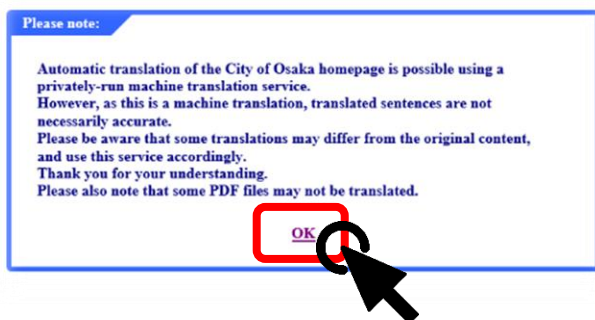 Please note:
Automatic translation of the City of Osaka homepage is possible using a
privately-run machine translation service.
However, as this is a machine translation, translated sentences are not
necessarily accurate.
Please be aware that some translations may differ from the original content,
and use this service accordingly.
Thank you for your understanding.
Please also note that some PDF files may not be translated.
OK